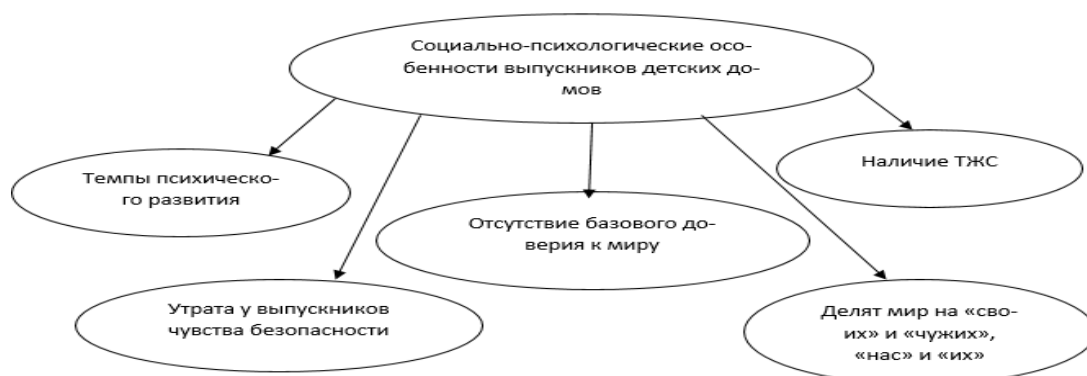 Социально-психологические осо-
бенности выпускников детских до-
мов
Темпы психическо-
го развития
Наличие ТЖС
Отсутствие базового до-
верия к миру
Утрата у выпускников
чувства безопасности
Делят мир на «сво-
их» и «чужих»,
«нас» и «их»